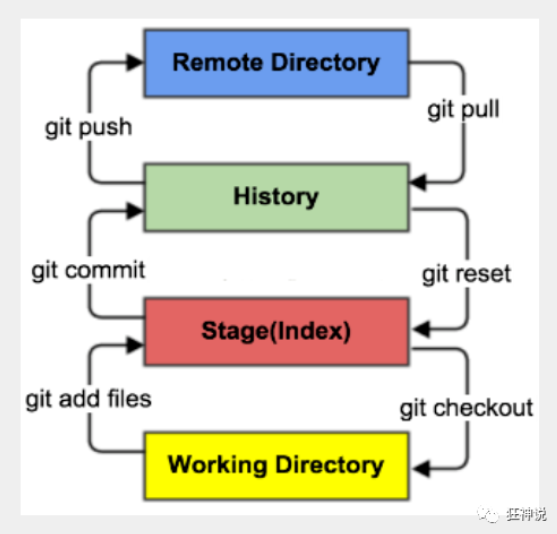 Remote Directory
git push
git pull
History
git commit
git reset
Stage(Index)
git add files
git checkout
Working Directory
狂神说